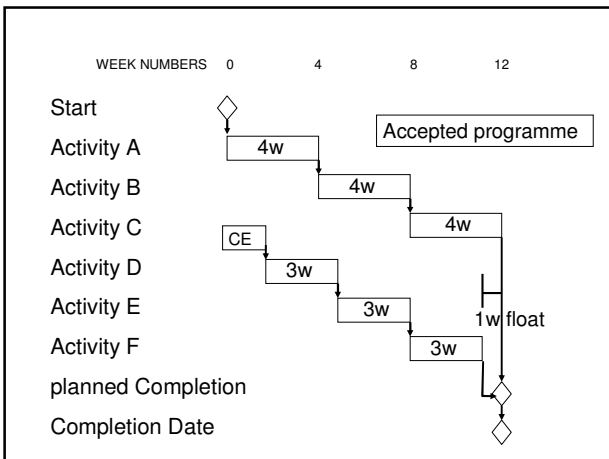 WEEK NUMBERS 0 4 8 12
Start
Accepted programme
Activity A 4w
Activity B 4w
Activity C 4w
CE
Activity D 3w
Activity E 3w
1w float
Activity F 3w
planned Completion
Completion Date